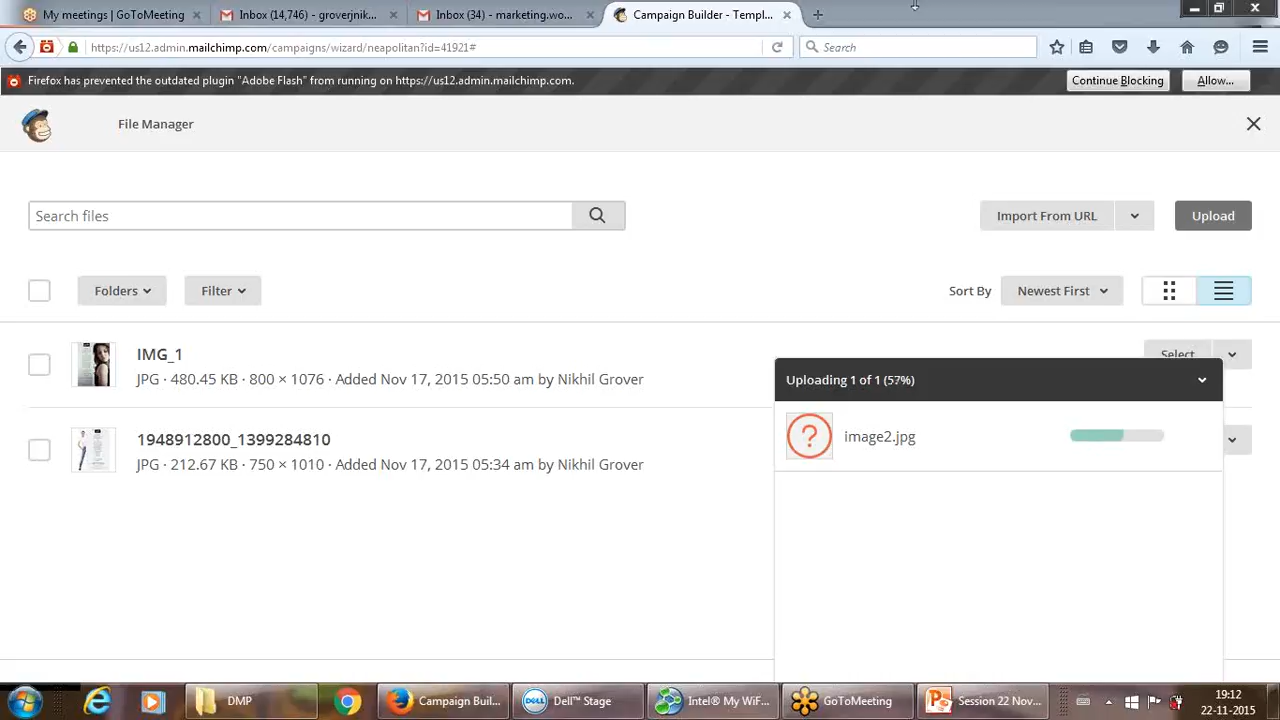 My meetings | GoToMeeting
Inbox (14,746) - groverjnik...
Inbox (34) - marketing.wo...
Campaign Builder - Templ...
https://us12.admin.mailchimp.com/campaigns/wizard/neapolitan?id=41921#
Search
Firefox has prevented the outdated plugin "Adobe Flash" from running on https://us12.admin.mailchimp.com.
Continue Blocking
Allow...
File Manager
Search files
Import From URL
Upload
Folders
Filter
Sort By
Newest First
IMG_1
JPG · 480.45 KB · 800 × 1076 · Added Nov 17, 2015 05:50 am by Nikhil Grover
Select
Uploading 1 of 1 (57%)
image2.jpg
1948912800_1399284810
JPG · 212.67 KB · 750 × 1010 · Added Nov 17, 2015 05:34 am by Nikhil Grover
DMP
Campaign Buil...
Dell™ Stage
Intel® My WiF...
GoToMeeting
Session 22 Nov...
19:12
22-11-2015